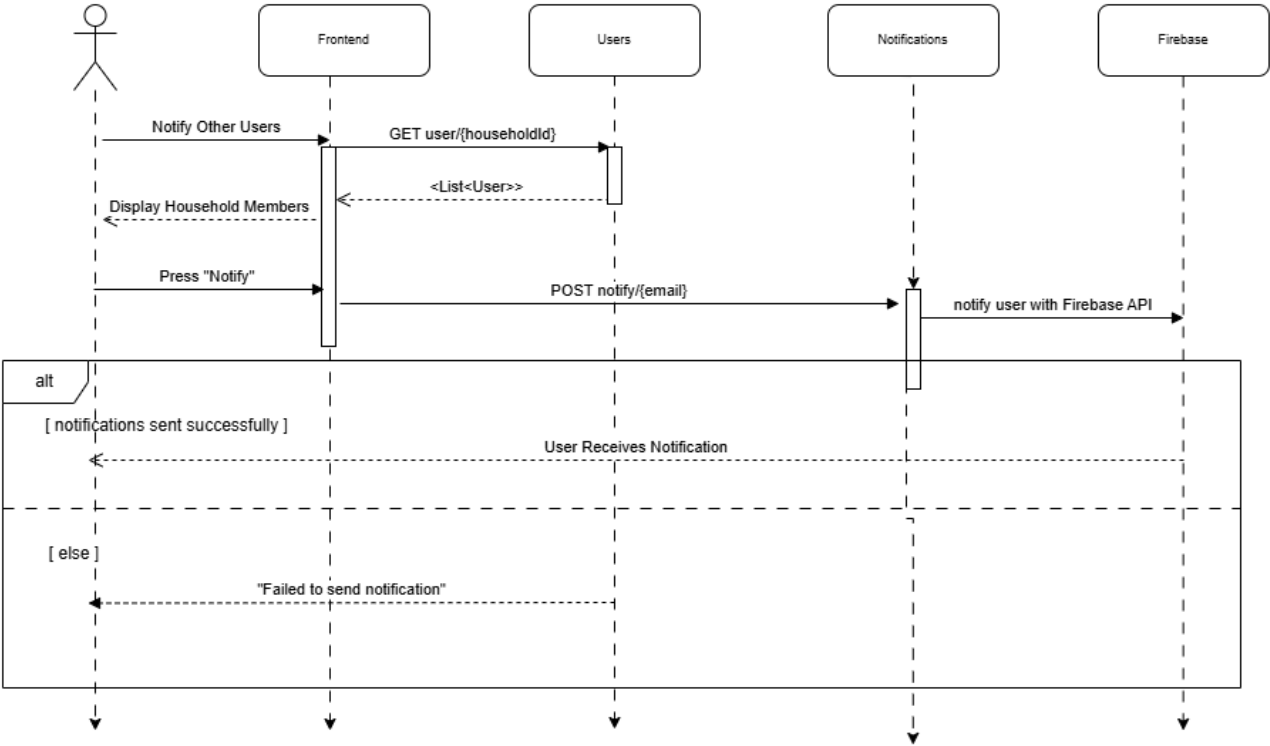 Frontend
Users
Notifications
Firebase
Notify Other Users
GET user/{householdId}
<List<User>>
Display Household Members
Press "Notify"
POST notify/{email}
notify user with Firebase API
alt
[ notifications sent successfully ]
User Receives Notification
[ else ]
"Failed to send notification"